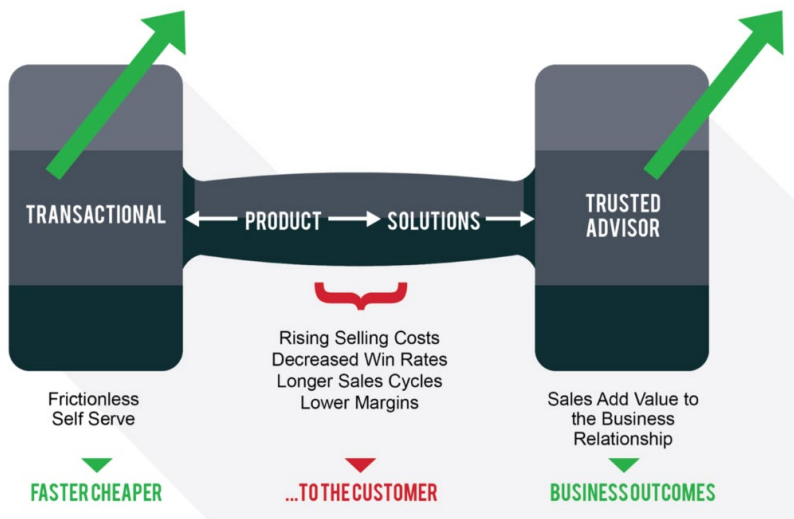 TRANSACTIONAL
PRODUCT
SOLUTIONS
TRUSTED
ADVISOR
Frictionless
Self Serve
FASTER CHEAPER
Rising Selling Costs
Decreased Win Rates
Longer Sales Cycles
Lower Margins
...TO THE CUSTOMER
Sales Add Value to
the Business
Relationship
BUSINESS OUTCOMES